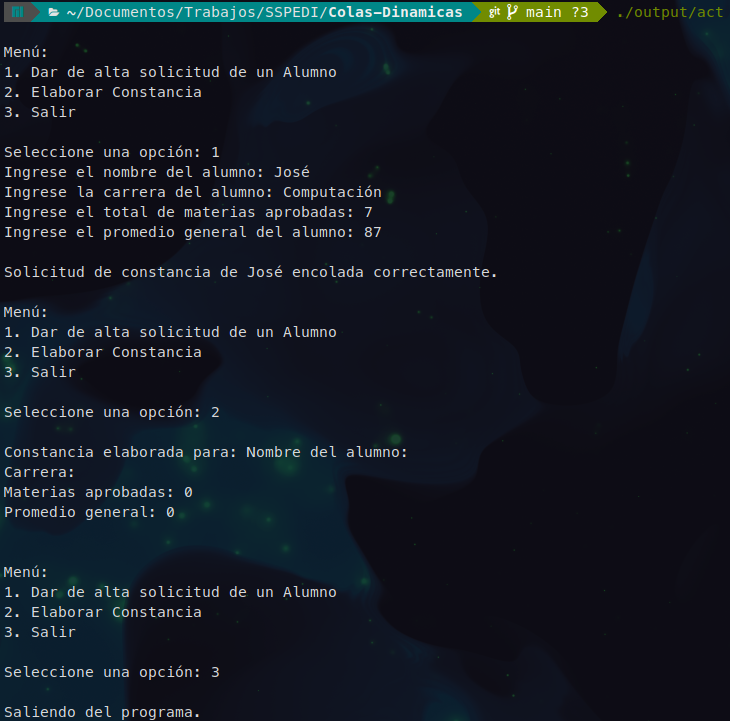 ~/Documentos/Trabajos/SSPEDI/Colas-Dinamicas git main ?3 ./output/act
Menú:
1. Dar de alta solicitud de un Alumno
2. Elaborar Constancia
3. Salir
Seleccione una opción: 1
Ingrese el nombre del alumno: José
Ingrese la carrera del alumno: Computación
Ingrese el total de materias aprobadas: 7
Ingrese el promedio general del alumno: 87
Solicitud de constancia de José encolada correctamente.
Menú:
1. Dar de alta solicitud de un Alumno
2. Elaborar Constancia
3. Salir
Seleccione una opción: 2
Constancia elaborada para: Nombre del alumno:
Carrera:
Materias aprobadas: 0
Promedio general: 0
Menú:
1. Dar de alta solicitud de un Alumno
2. Elaborar Constancia
3. Salir
Seleccione una opción: 3
Saliendo del programa.